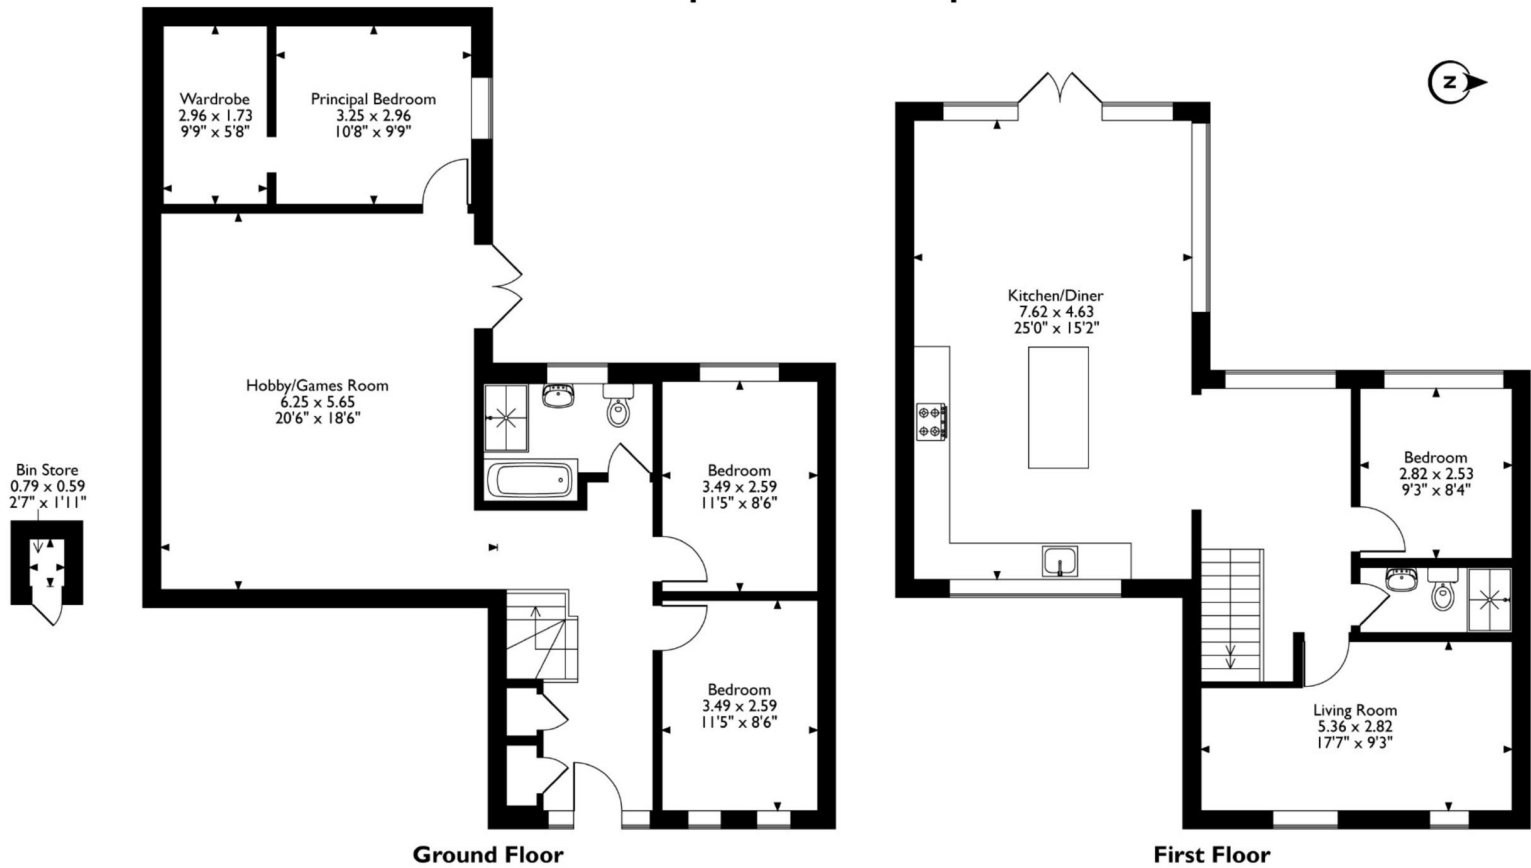 Wardrobe
2.96 x 1.73
9'9" x 5'8"
Principal Bedroom
3.25 x 2.96
10'8" x 9'9"
Hobby/Games Room
6.25 x 5.65
20'6" x 18'6"
Bin Store
0.79 x 0.59
2'7" x 1'11"
Bedroom
3.49 x 2.59
11'5" x 8'6"
Bedroom
3.49 x 2.59
11'5" x 8'6"
Ground Floor
N
Kitchen/Diner
7.62 x 4.63
25'0" x 15'2"
Bedroom
2.82 x 2.53
9'3" x 8'4"
Living Room
5.36 x 2.82
17'7" x 9'3"
First Floor